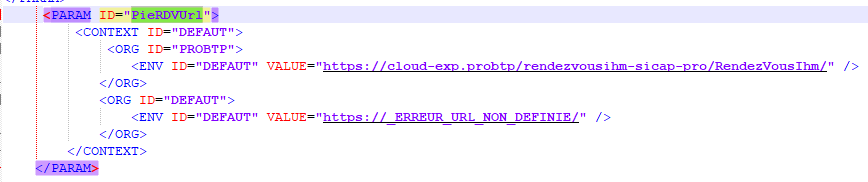 <PARAM ID="PieRDVUrl">
<CONTEXT ID="DEFAUT">
<ORG ID="PROBTP">
<ENV ID="DEFAUT" VALUE="https://cloud-exp.probtp/rendezvousihm-sicap-pro/RendezVousIhm/" />
</ORG>
<ORG ID="DEFAUT">
<ENV ID="DEFAUT" VALUE="https://_ERREUR_URL_NON_DEFINIE/" />
</ORG>
</CONTEXT>
</PARAM>